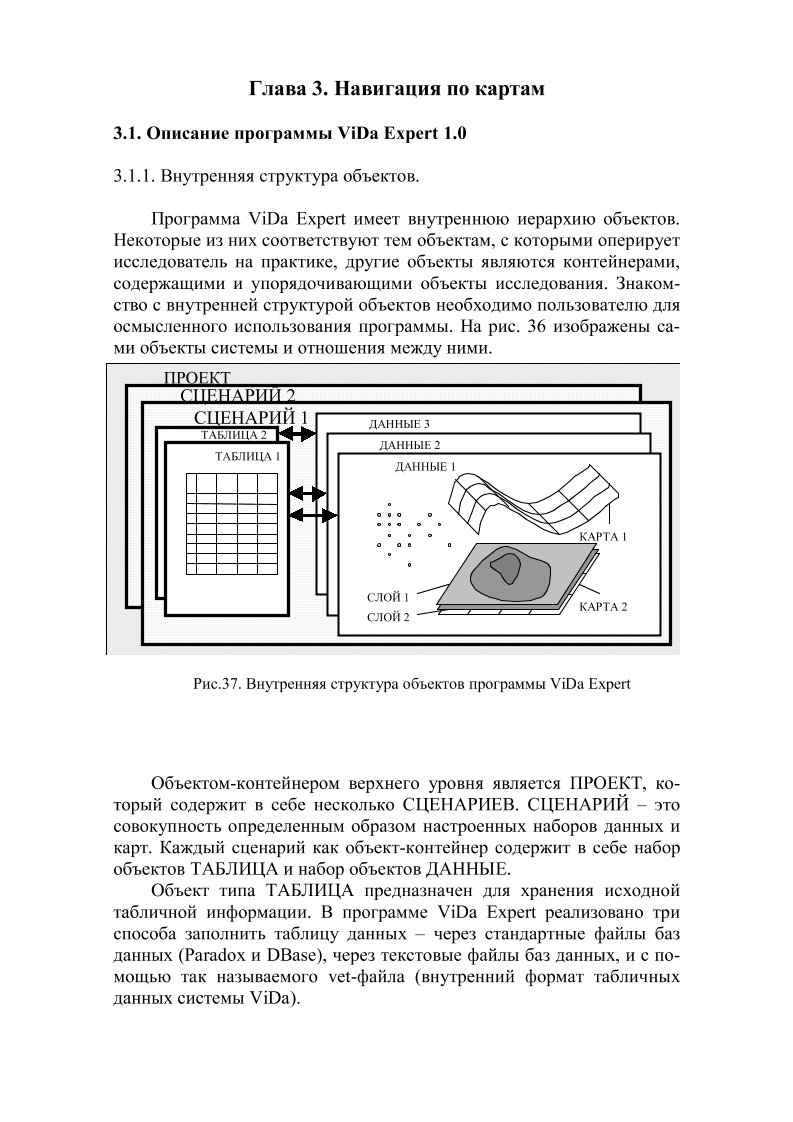 Глава 3. Навигация по картам
3.1. Описание программы ViDa Expert 1.0
3.1.1. Внутренняя структура объектов.
Программа ViDa Expert имеет внутреннюю иерархию объектов.
Некоторые из них соответствуют тем объектам, с которыми оперирует
исследователь на практике, другие объекты являются контейнерами,
содержащими и упорядочивающими объекты исследования. Знаком-
ство с внутренней структурой объектов необходимо пользователю для
осмысленного использования программы. На рис. 36 изображены са-
ми объекты системы и отношения между ними.
ПРОЕКТ
СЦЕНАРИЙ 2
СЦЕНАРИЙ 1
ТАБЛИЦА 2
ТАБЛИЦА 1
ДАННЫЕ 3
ДАННЫЕ 2
ДАННЫЕ 1
КАРТА 1
СЛОЙ 1
СЛОЙ 2
КАРТА 2
Рис.37. Внутренняя структура объектов программы ViDa Expert
Объектом-контейнером верхнего уровня является ПРОЕКТ, ко-
торый содержит в себе несколько СЦЕНАРИЕВ. СЦЕНАРИЙ – это
совокупность определенным образом настроенных наборов данных и
карт. Каждый сценарий как объект-контейнер содержит в себе набор
объектов ТАБЛИЦА и набор объектов ДАННЫЕ.
Объект типа ТАБЛИЦА предназначен для хранения исходной
табличной информации. В программе ViDa Expert реализовано три
способа заполнить таблицу данных – через стандартные файлы баз
данных (Paradox и DBase), через текстовые файлы баз данных, и с по-
мощью так называемого vet-файла (внутренний формат табличных
данных системы ViDa).